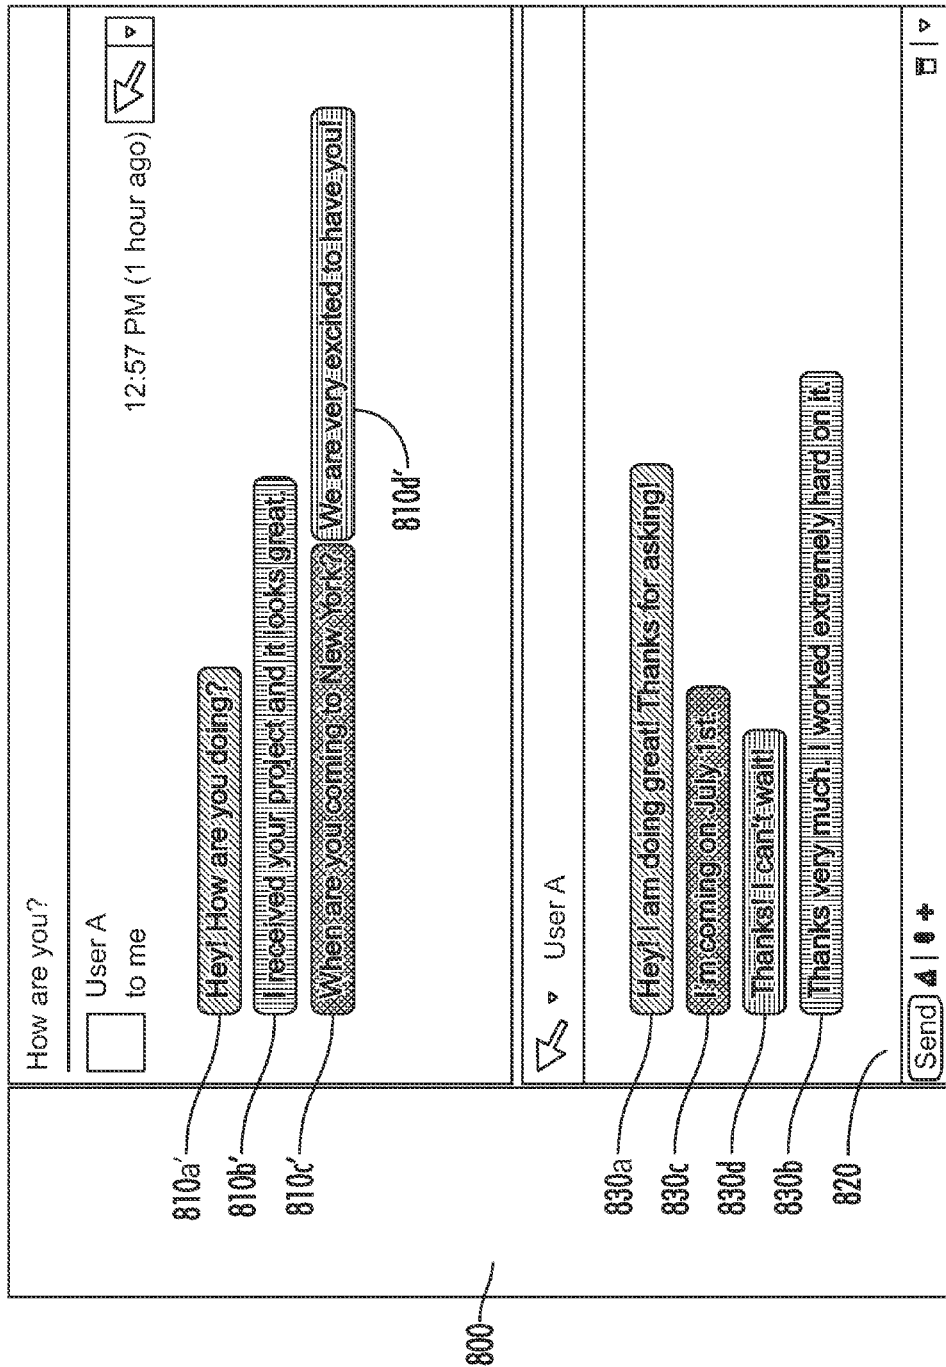 How are you?
User A
to me
12:57 PM (1 hour ago)
810a′ Hey! How are you doing?
810b′ I received your project and it looks great.
810c′ When are you coming to New York? We are very excited to have you!
810d′
User A
830a Hey! I am doing great! Thanks for asking!
830c I'm coming on July 1st.
830d Thanks! I can't wait!
830b Thanks very much. I worked extremely hard on it.
820
Send
800